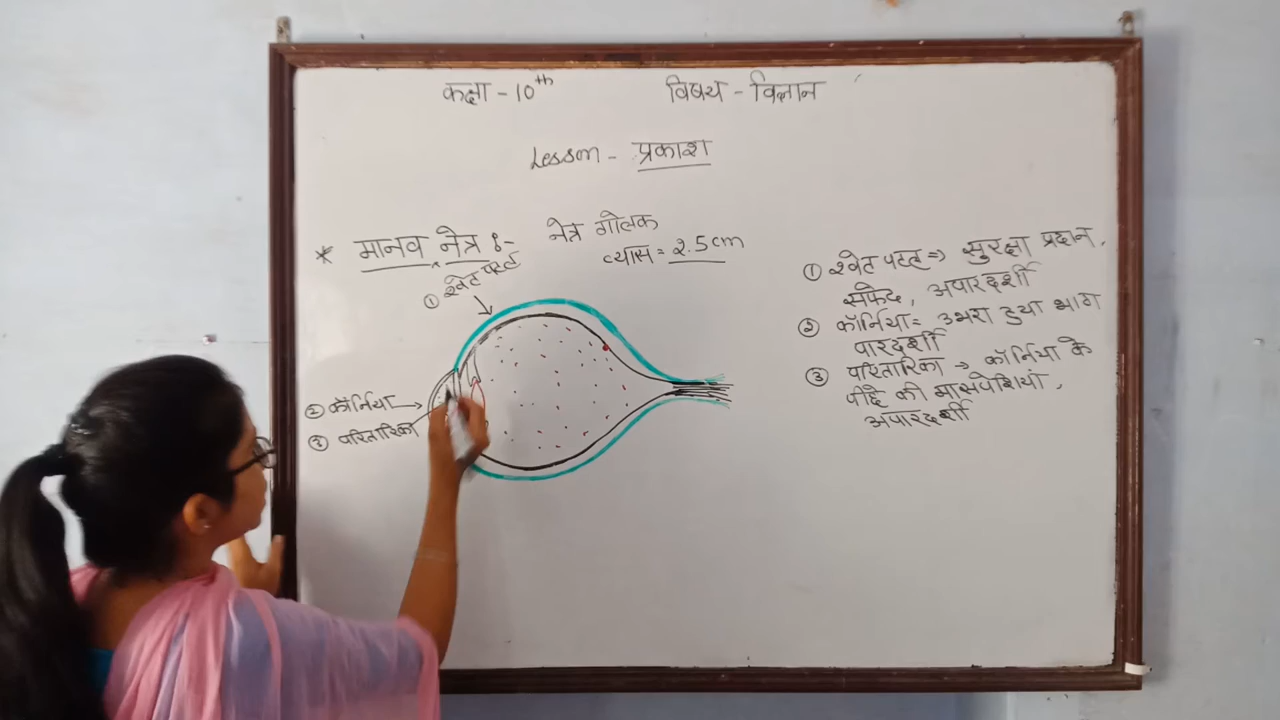 कक्षा - 10th
विषय - विज्ञान
Lesson - प्रकाश
* मानव नेत्र :-
नेत्र गोलक
व्यास = 2.5cm
① श्वेत पटल
② कॉर्निया
③ परितारिका
① श्वेत पटल => सुरक्षा प्रदान,
सफेद, अपारदर्शी
② कॉर्निया = उभरा हुया भाग
पारदर्शी
③ परितारिका → कॉर्निया के
पीछे की मासपेशियां,
अपारदर्शी